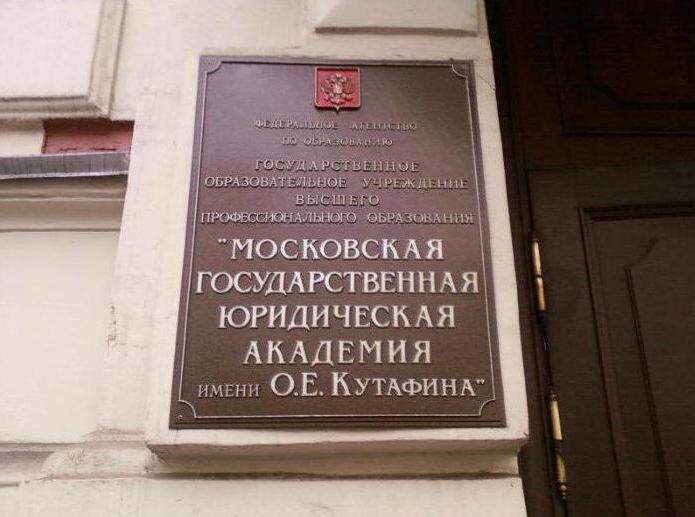 ФЕДЕРАЛЬНОЕ АГЕНТСТВО
ПО ОБРАЗОВАНИЮ
ГОСУДАРСТВЕННОЕ
ОБРАЗОВАТЕЛЬНОЕ УЧРЕЖДЕНИЕ
ВЫСШЕГО
ПРОФЕССИОНАЛЬНОГО ОБРАЗОВАНИЯ
"МОСКОВСКАЯ
ГОСУДАРСТВЕННАЯ
ЮРИДИЧЕСКАЯ
АКАДЕМИЯ
ИМЕНИ О.Е. КУТАФИНА"